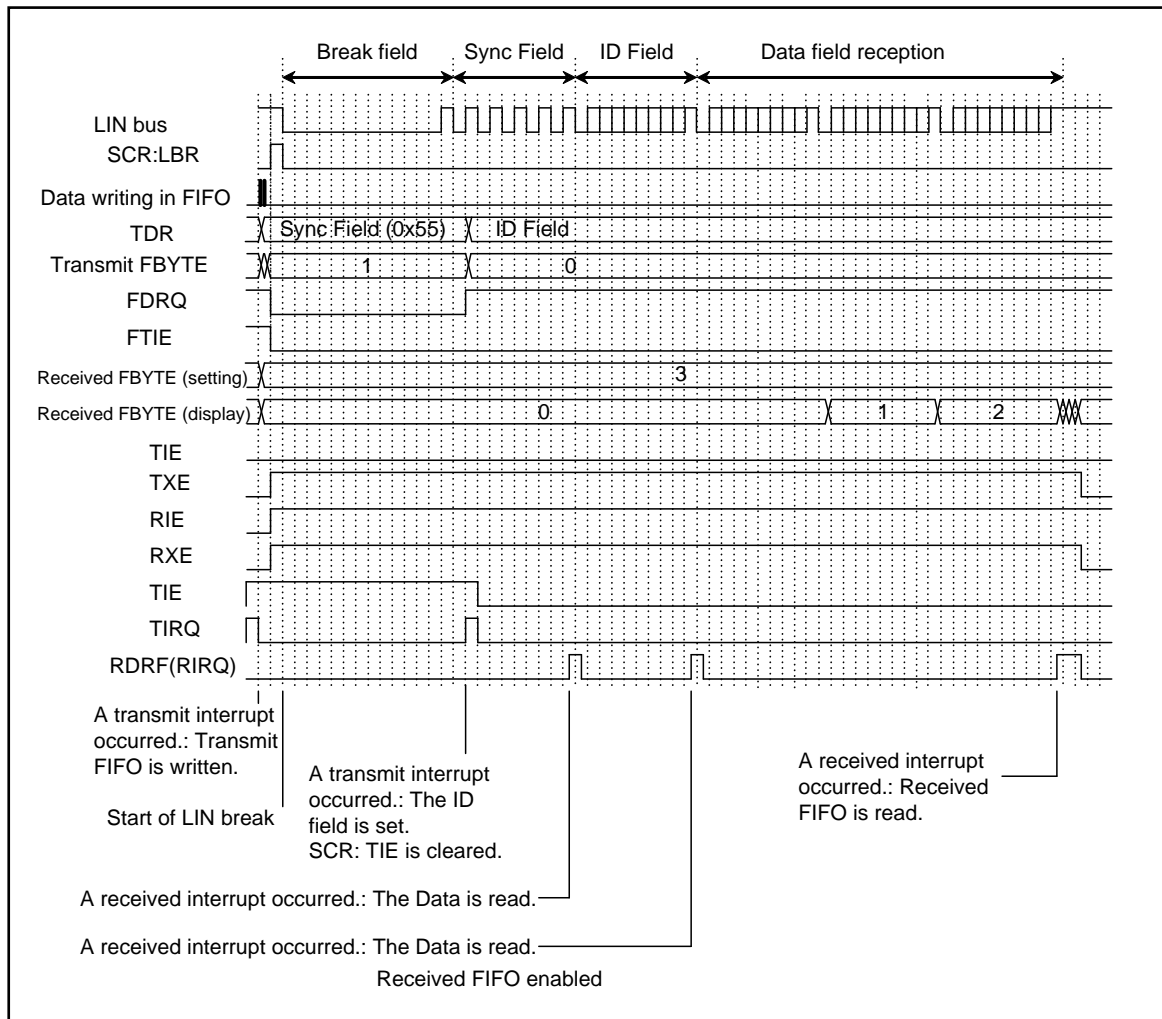 Break field Sync Field ID Field Data field reception
LIN bus
SCR:LBR
Data writing in FIFO
TDR Sync Field (0x55) ID Field
Transmit FBYTE 1 0
FDRQ
FTIE
Received FBYTE (setting) 3
Received FBYTE (display) 0 1 2
TIE
TXE
RIE
RXE
TIE
TIRQ
RDRF(RIRQ)
A transmit interrupt
occurred.: Transmit
FIFO is written.
Start of LIN break
A transmit interrupt
occurred.: The ID
field is set.
SCR: TIE is cleared.
A received interrupt
occurred.: Received
FIFO is read.
A received interrupt occurred.: The Data is read.
A received interrupt occurred.: The Data is read.
Received FIFO enabled